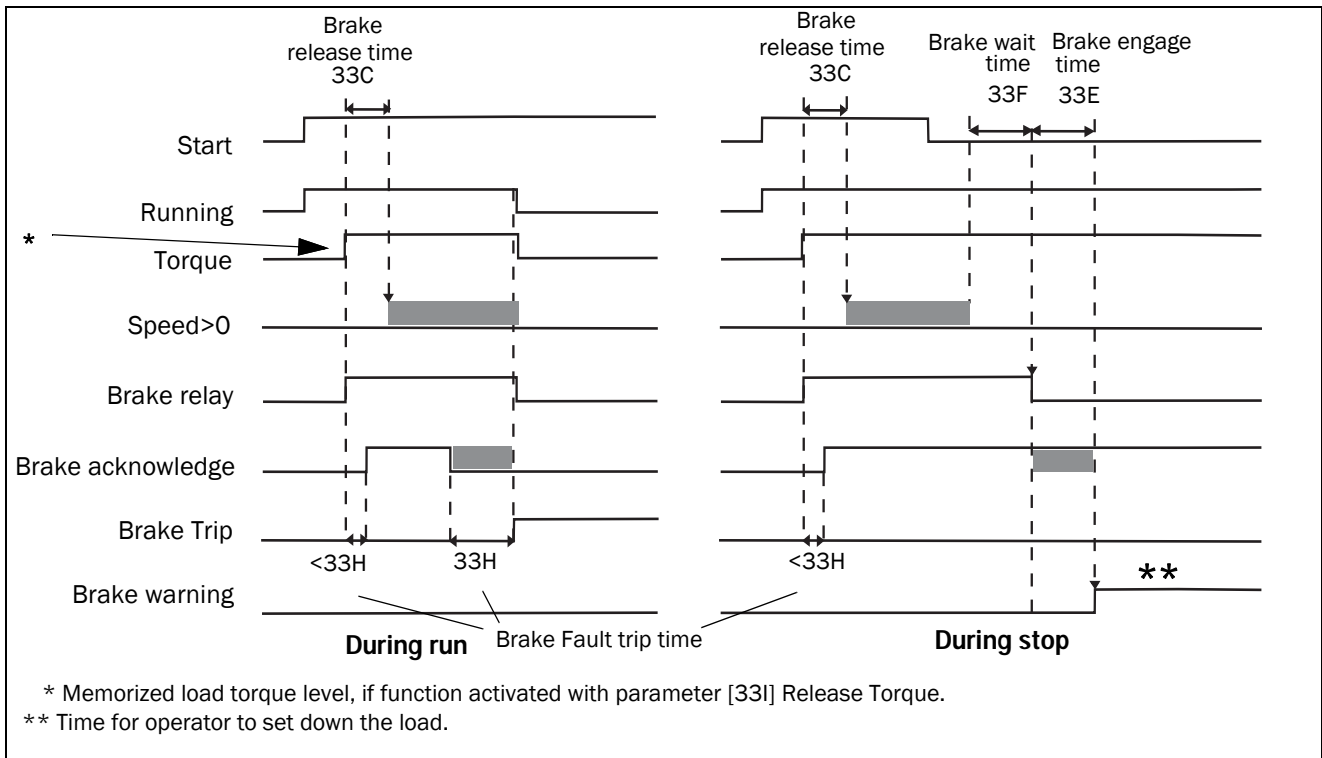 Brake
release time
33C
Brake
release time
33C
Brake wait
time
33F
Brake engage
time
33E
Start
Running
*
Torque
Speed>0
Brake relay
Brake acknowledge
Brake Trip
<33H
33H
<33H
Brake warning
**
During run
Brake Fault trip time
During stop
* Memorized load torque level, if function activated with parameter [33I] Release Torque.
** Time for operator to set down the load.